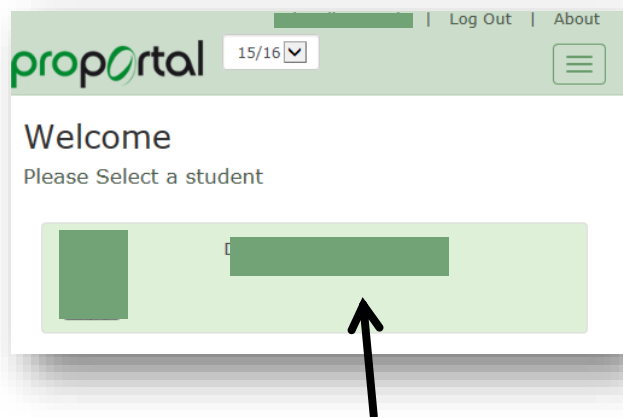 | Log Out | About
proportal
15/16
Welcome
Please Select a student